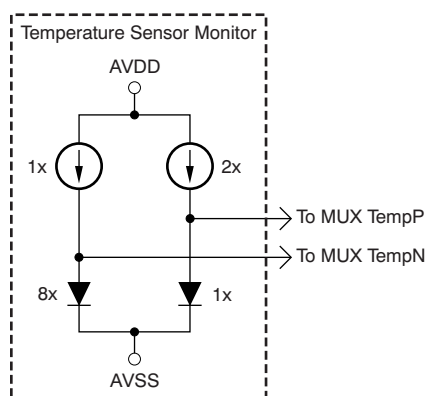 Temperature Sensor Monitor
AVDD
1x
2x
To MUX TempP
To MUX TempN
8x
1x
AVSS